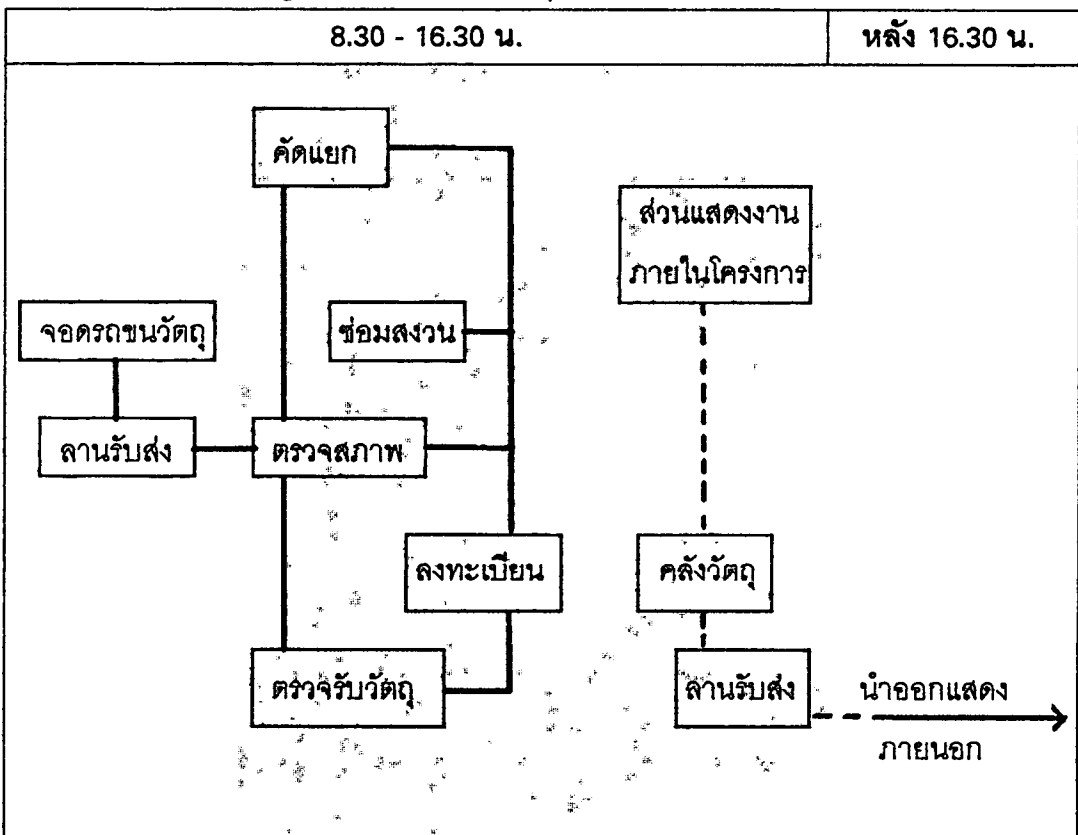 8.30 - 16.30 น.
หลัง 16.30 น.
คัดแยก
ส่วนแสดงงาน
ภายในโครงการ
จอดรถขนวัตถุ
ซ่อมสงวน
ลานรับส่ง
ตรวจสภาพ
ลงทะเบียน
คลังวัตถุ
ตรวจรับวัตถุ
ลานรับส่ง
นำออกแสดง
ภายนอก